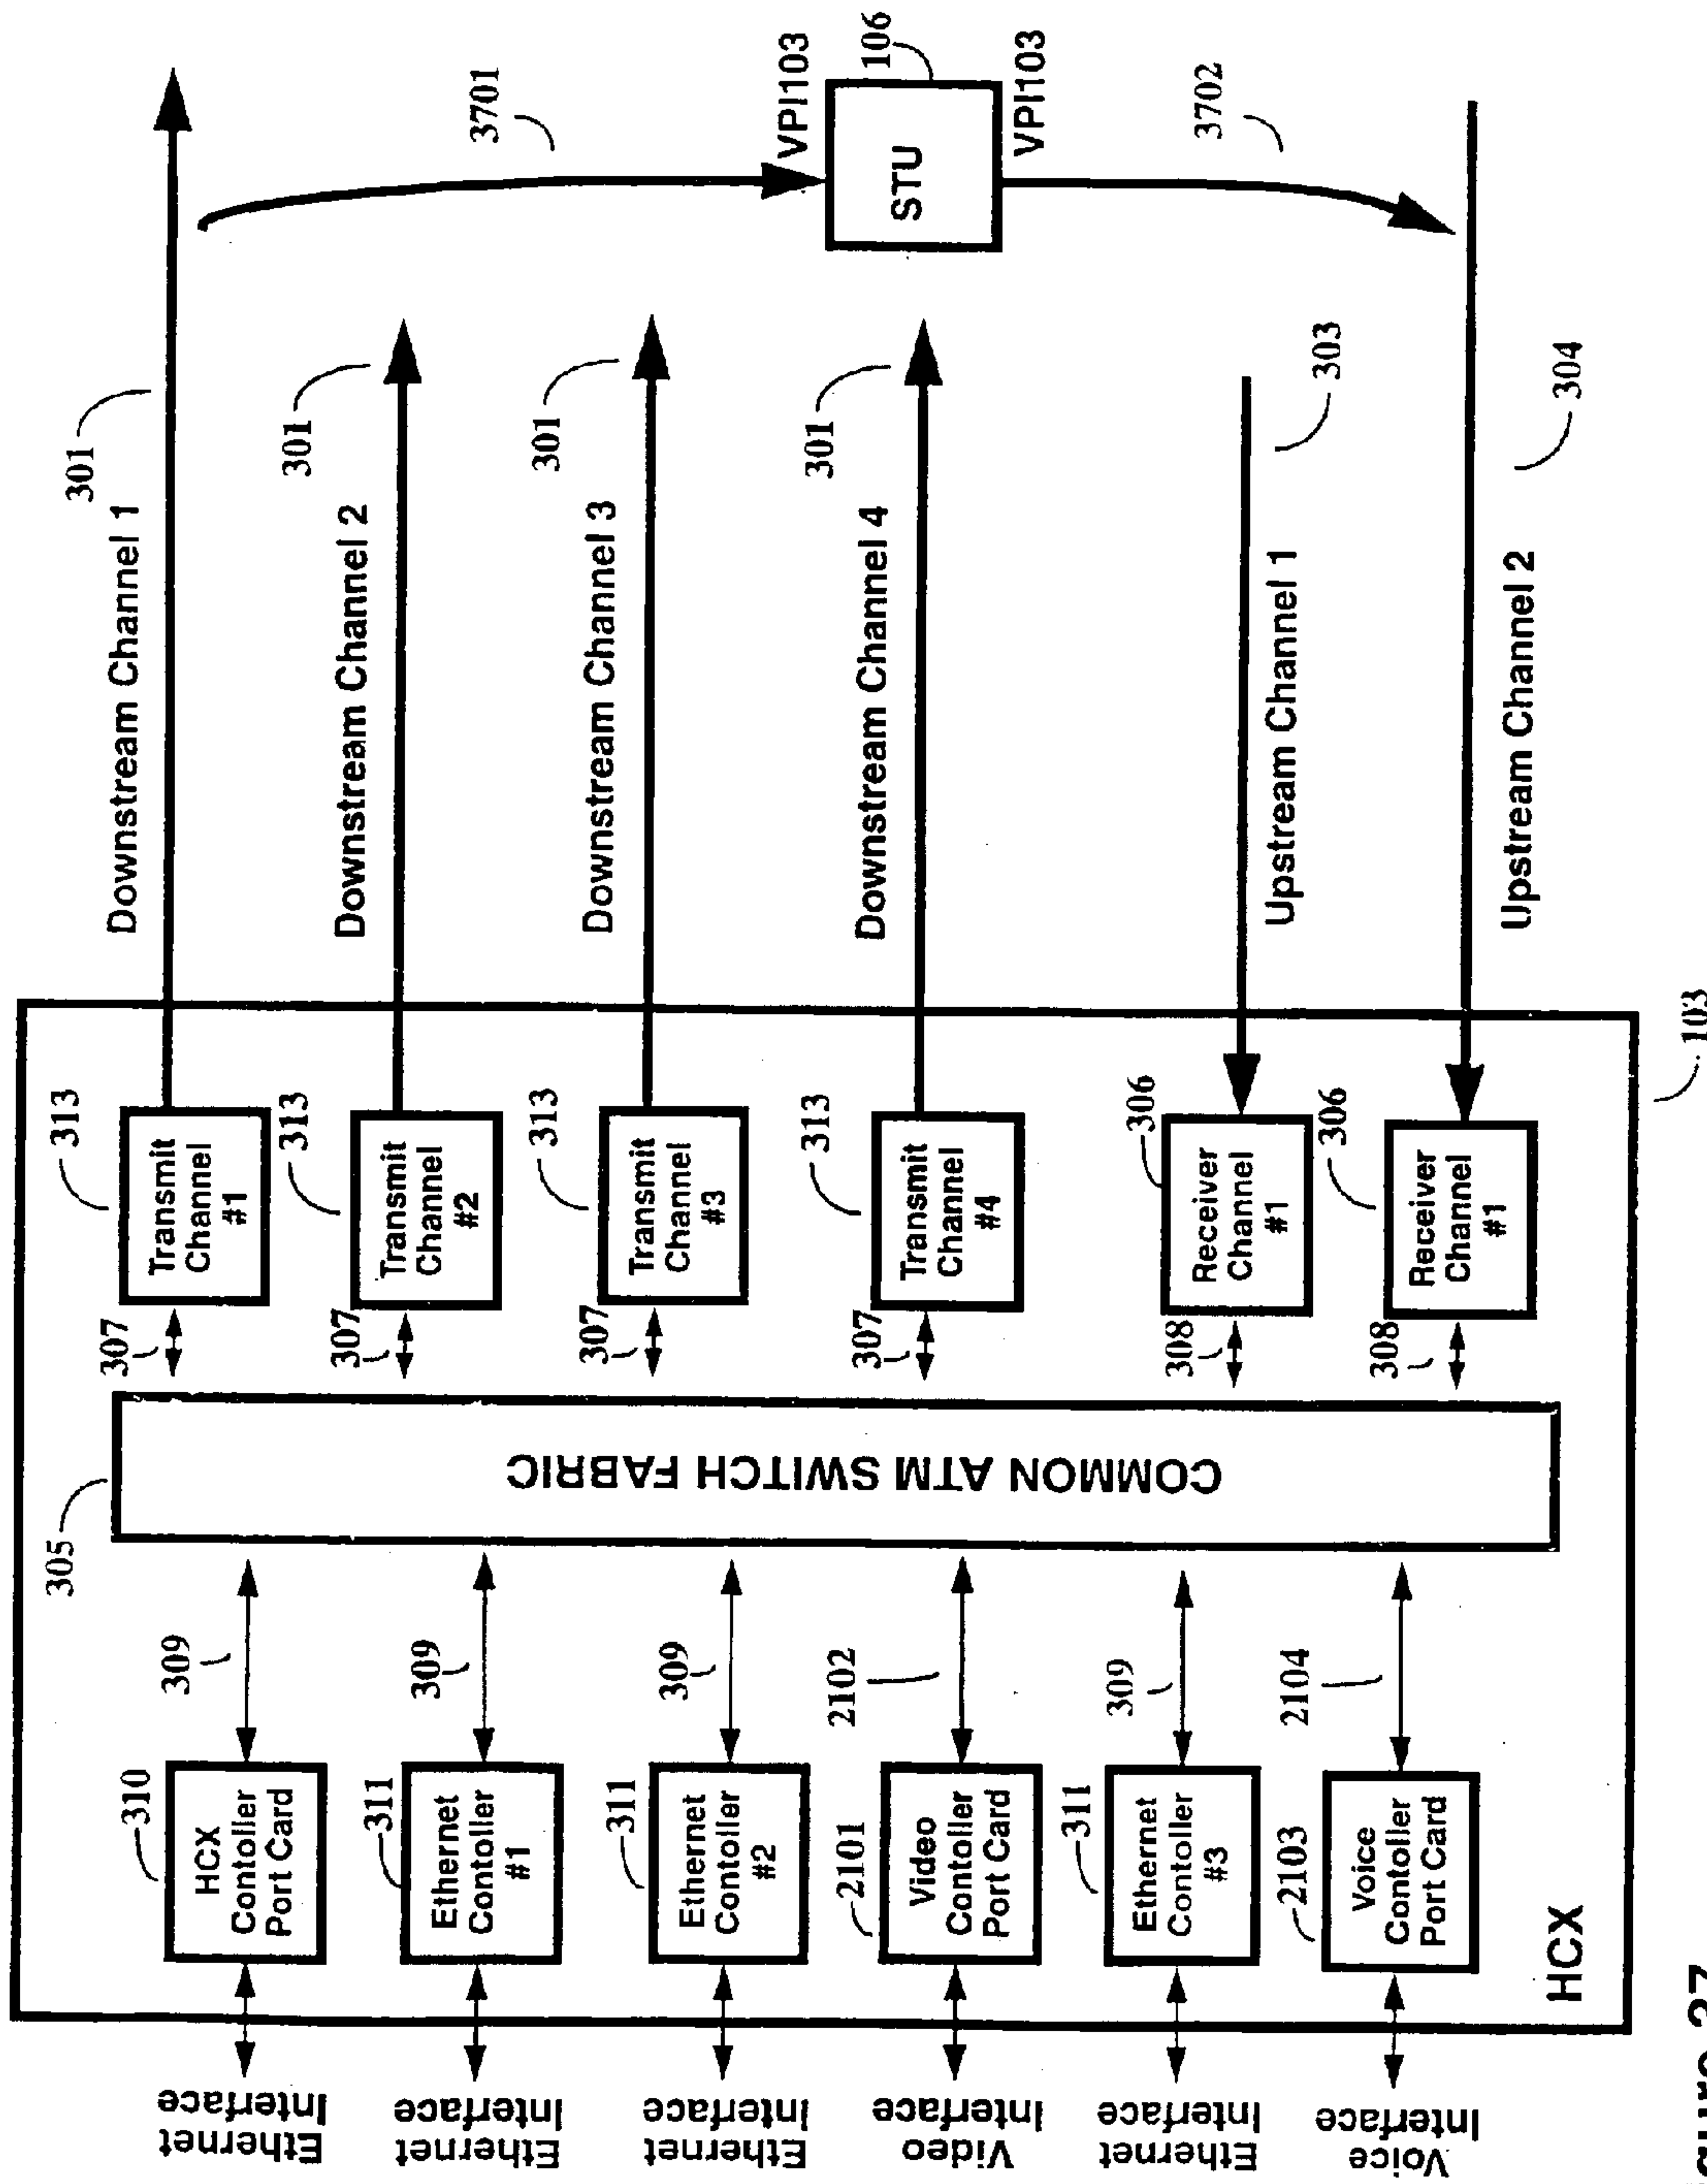 Ethernet
Interface
Ethernet
Interface
Ethernet
Interface
Video
Interface
Ethernet
Interface
Voice
Interface
310
HCX
Contoller
Port Card
309
311
Ethernet
Contoller
#1
309
311
Ethernet
Contoller
#2
309
2101
Video
Contoller
Port Card
2102
311
Ethernet
Contoller
#3
309
2103
Voice
Contoller
Port Card
2104
HCX
305
COMMON ATM SWITCH FABRIC
307
313
Transmit
Channel
#1
307
313
Transmit
Channel
#2
307
313
Transmit
Channel
#3
307
313
Transmit
Channel
#4
308
306
Receiver
Channel
#1
308
306
Receiver
Channel
#1
103
Downstream Channel 1
301
Downstream Channel 2
301
Downstream Channel 3
301
Downstream Channel 4
301
Upstream Channel 1
303
Upstream Channel 2
304
3701
VPI103
STU
106
VPI103
3702
37